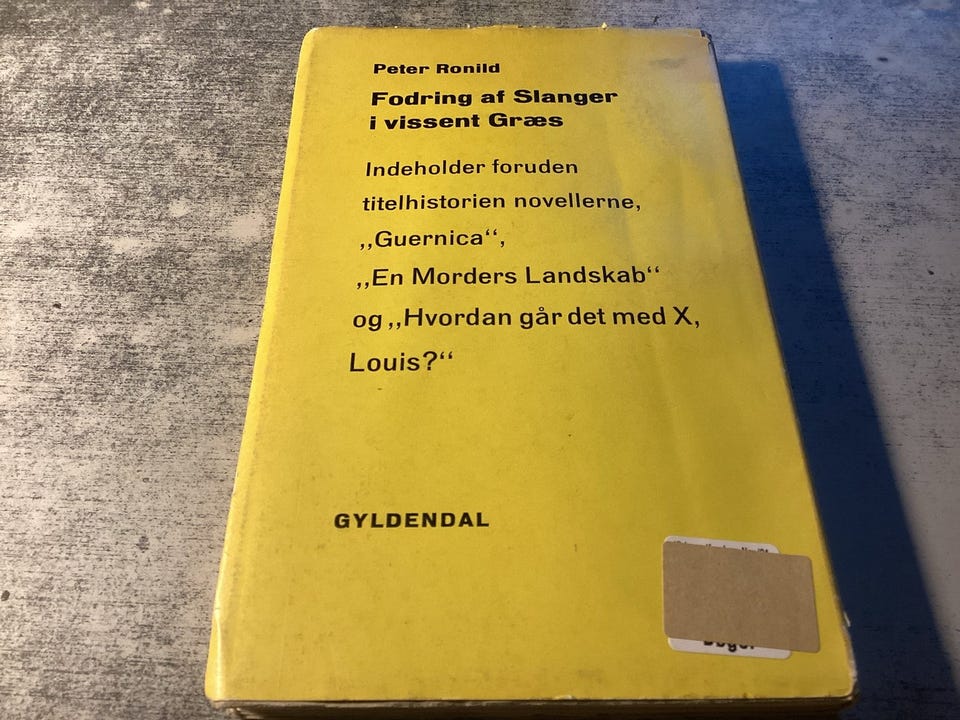 Peter Ronild
Fodring af Slanger
i vissent Græs
Indeholder foruden
titelhistorien novellerne,
„Guernica“,
„En Morders Landskab“
og „Hvordan går det med X,
Louis?“
GYLDENDAL